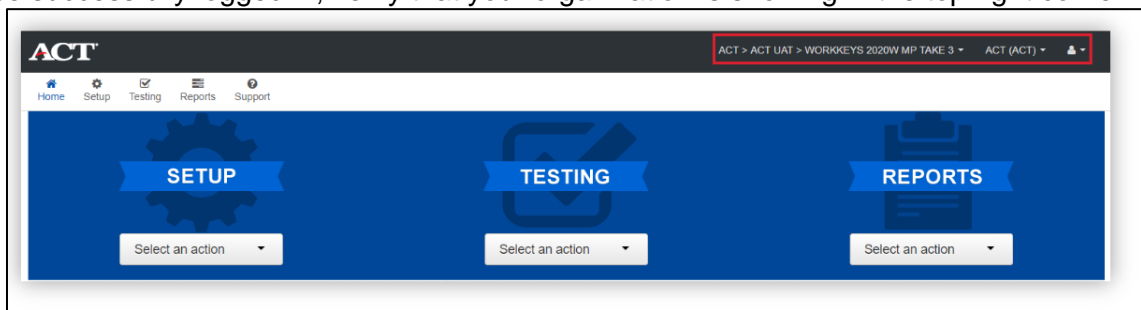 ACT
ACT > ACT UAT > WORKKEYS 2020W MP TAKE 3 ACT (ACT)
Home Setup Testing Reports Support
SETUP TESTING REPORTS
Select an action Select an action Select an action